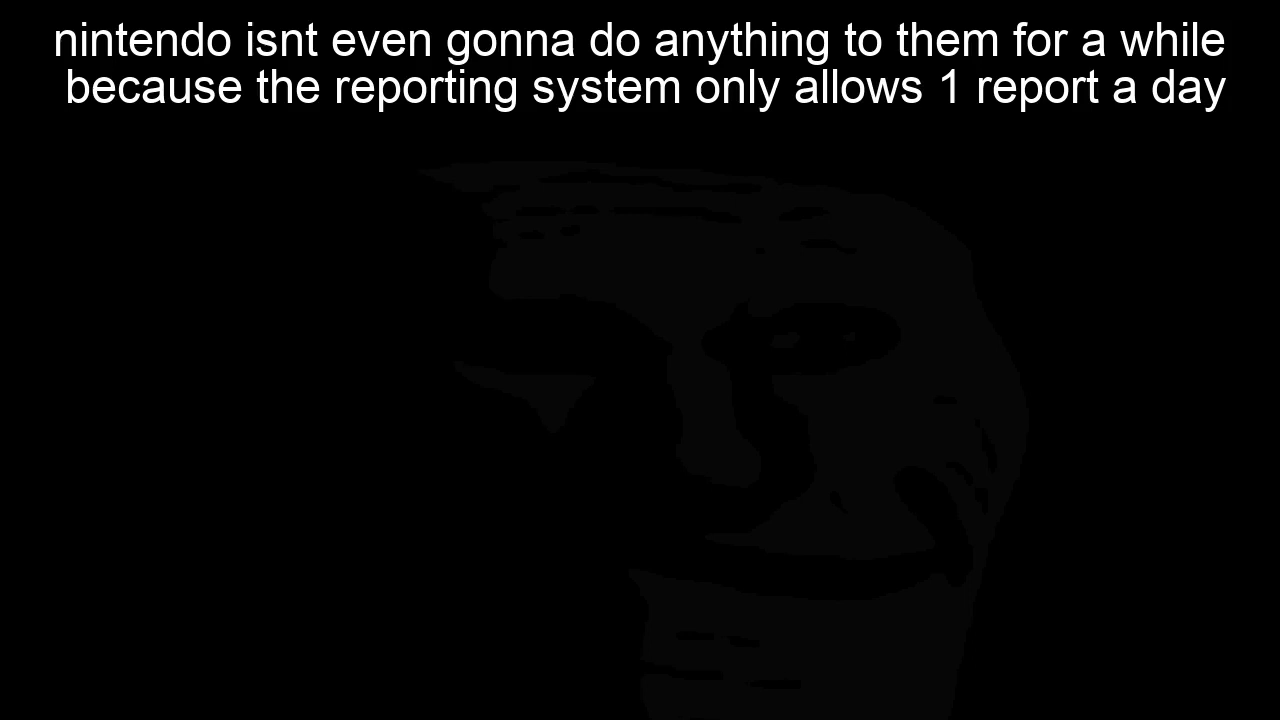 nintendo isnt even gonna do anything to them for a while
because the reporting system only allows 1 report a day